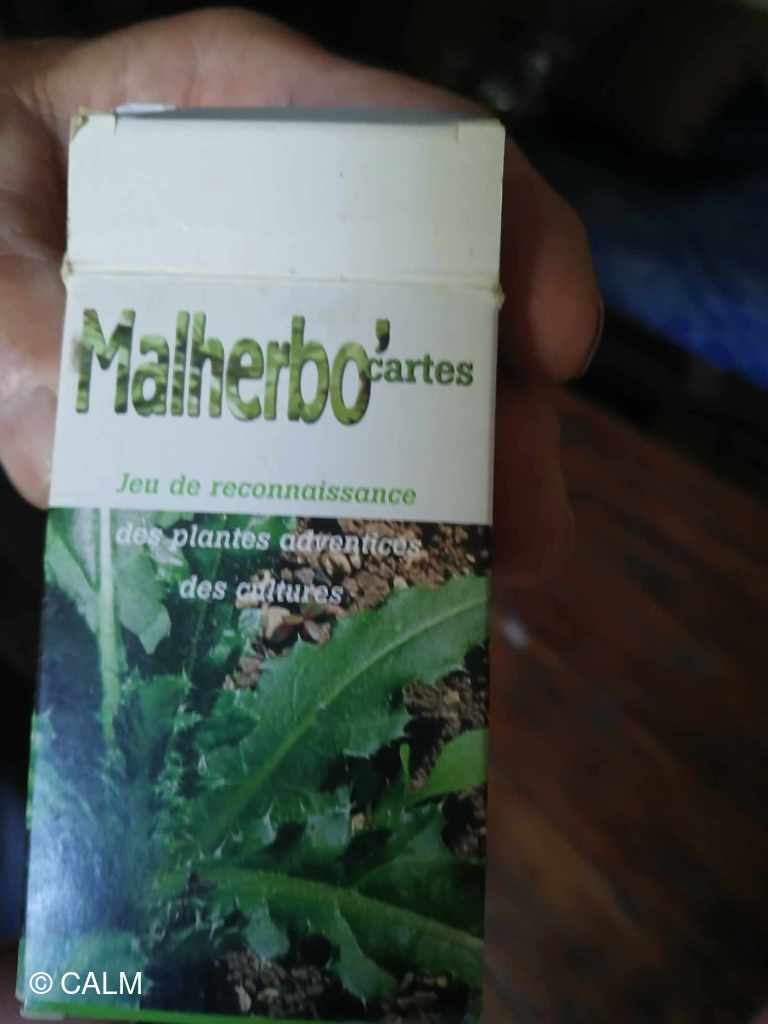 Malherbo'cartes
Jeu de reconnaissance
des plantes adventices
des cultures
© CALM